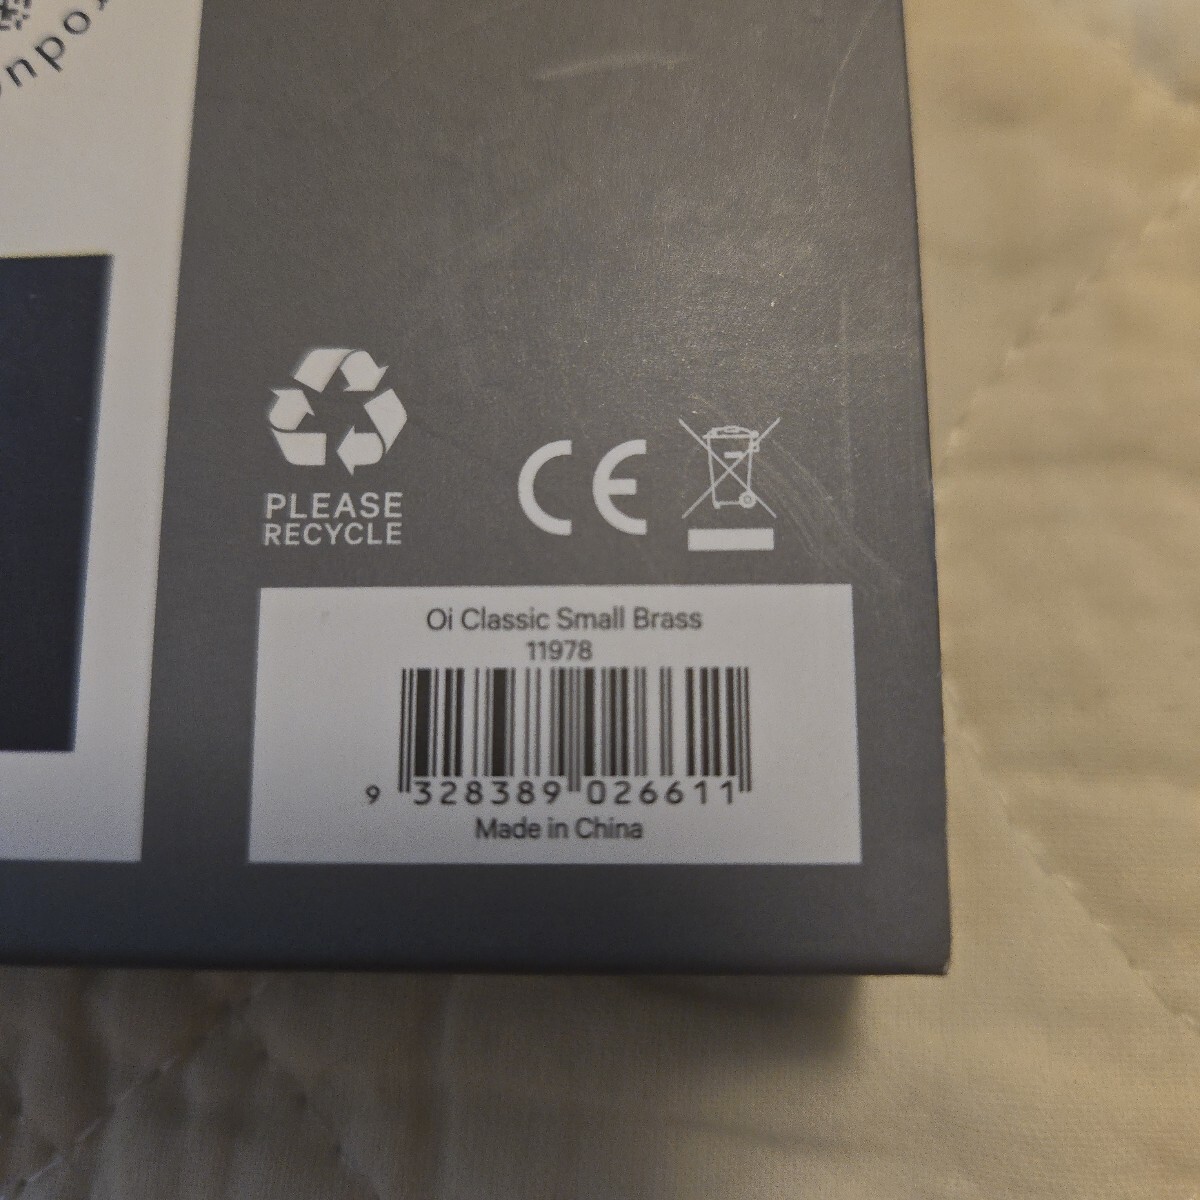 PLEASE
RECYCLE
CE
Oi Classic Small Brass
11978
9 328389 026611
Made in China